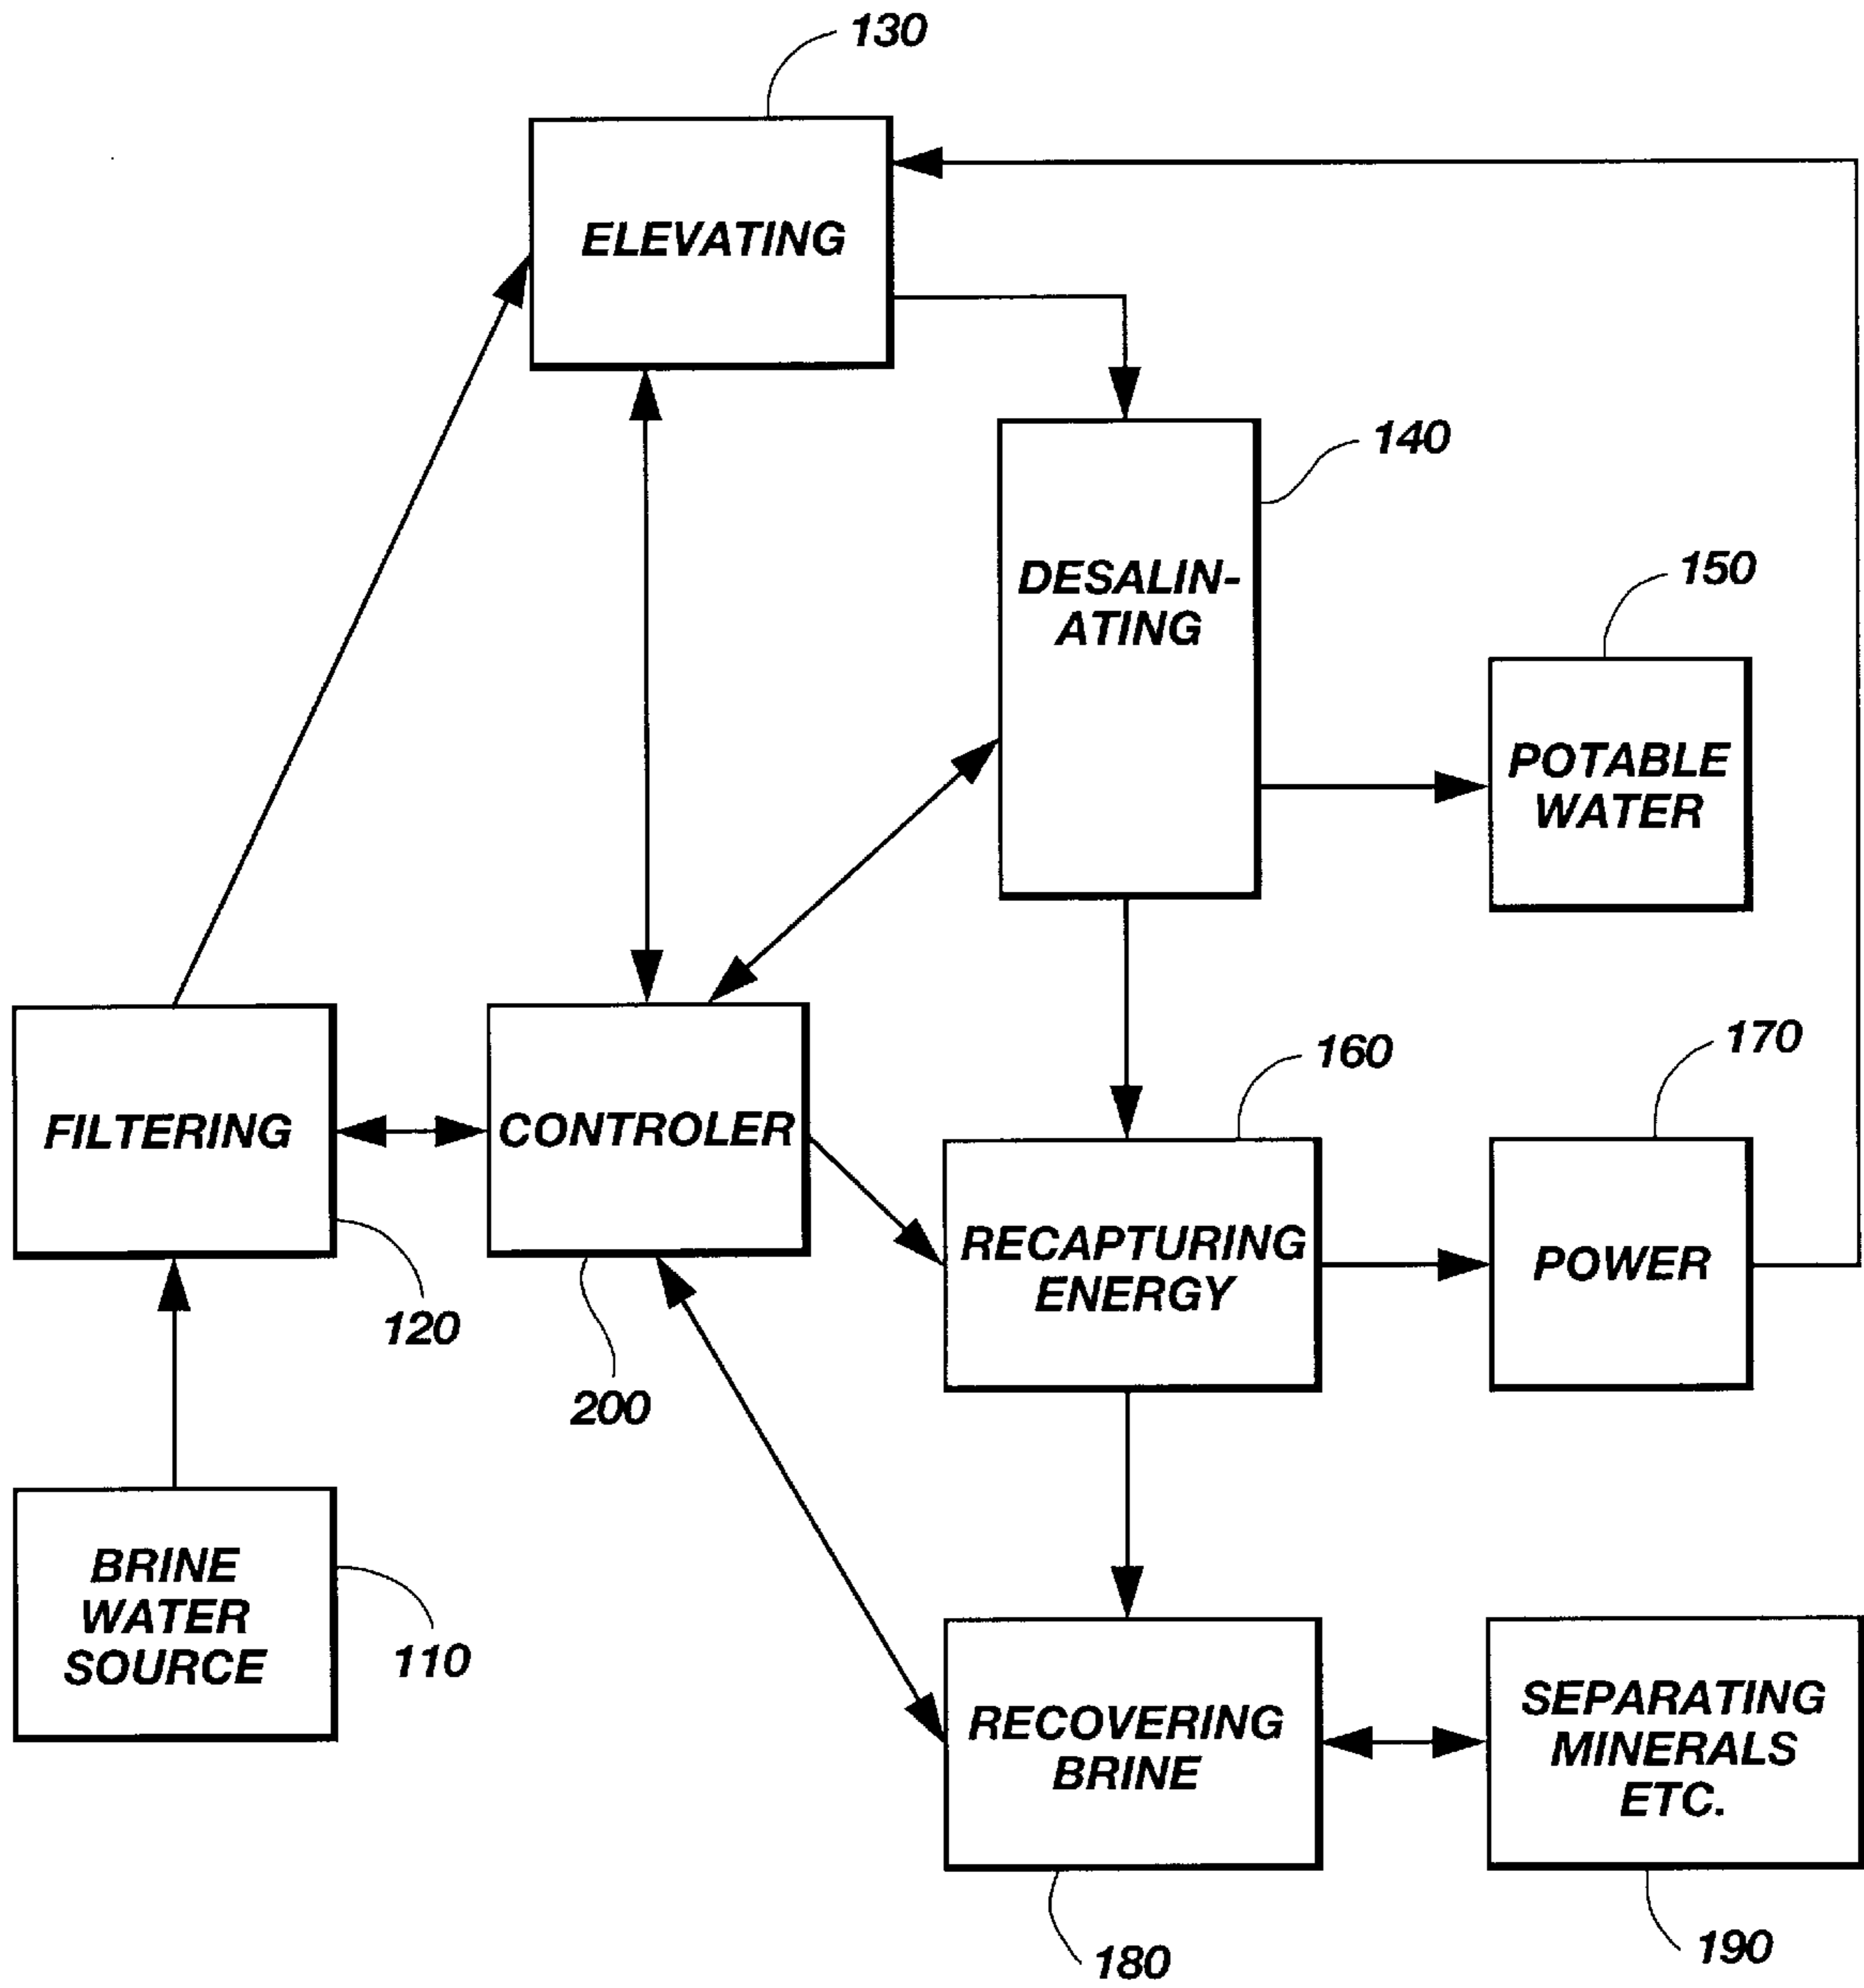 130
ELEVATING
140
DESALIN-
ATING
150
POTABLE
WATER
FILTERING
CONTROLER
160
170
RECAPTURING
ENERGY
POWER
120
200
BRINE
WATER
SOURCE
110
RECOVERING
BRINE
SEPARATING
MINERALS
ETC.
180
190